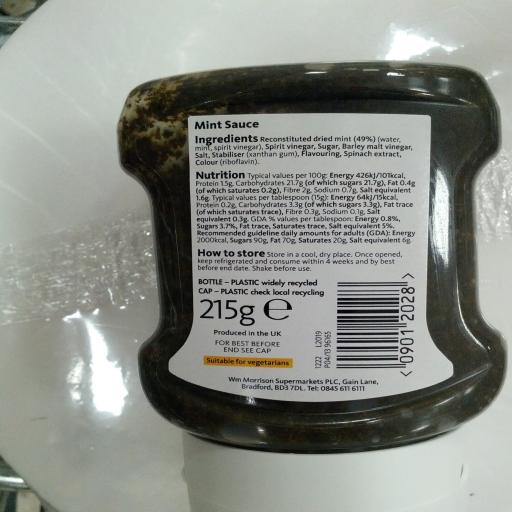 Mint Sauce
Ingredients Reconstituted dried mint (49%) (water,
mint, spirit vinegar), Spirit vinegar, Sugar, Barley malt vinegar,
Salt, Stabiliser (xanthan gum), Flavouring, Spinach extract,
Colour (riboflavin).
Nutrition Typical values per 100g: Energy 426kJ/101kcal,
Protein 1.5g, Carbohydrates 21.7g (of which sugars 21.7g), Fat 0.4g
(of which saturates 0.2g), Fibre 2g, Sodium 0.7g, Salt equivalent
1.6g. Typical values per tablespoon (15g): Energy 64kJ/15kcal,
Protein 0.2g, Carbohydrates 3.3g (of which sugars 3.3g), Fat trace
(of which saturates trace), Fibre 0.3g, Sodium 0.1g, Salt
equivalent 0.3g. GDA % values per tablespoon: Energy 0.8%,
Sugars 3.7%, Fat trace, Saturates trace, Salt equivalent 5%.
Recommended guideline daily amounts for adults (GDA): Energy
2000kcal, Sugars 90g, Fat 70g, Saturates 20g, Salt equivalent 6g.
How to store Store in a cool, dry place. Once opened,
keep refrigerated and consume within 4 weeks and by best
before end date. Shake before use.
BOTTLE – PLASTIC widely recycled
CAP – PLASTIC check local recycling
215g e
Produced in the UK
FOR BEST BEFORE
END SEE CAP
Suitable for vegetarians
1222 L2019
P04/13 96165
< 0901 2028 >
Wm Morrison Supermarkets PLC, Gain Lane,
Bradford, BD3 7DL. Tel: 0845 611 6111